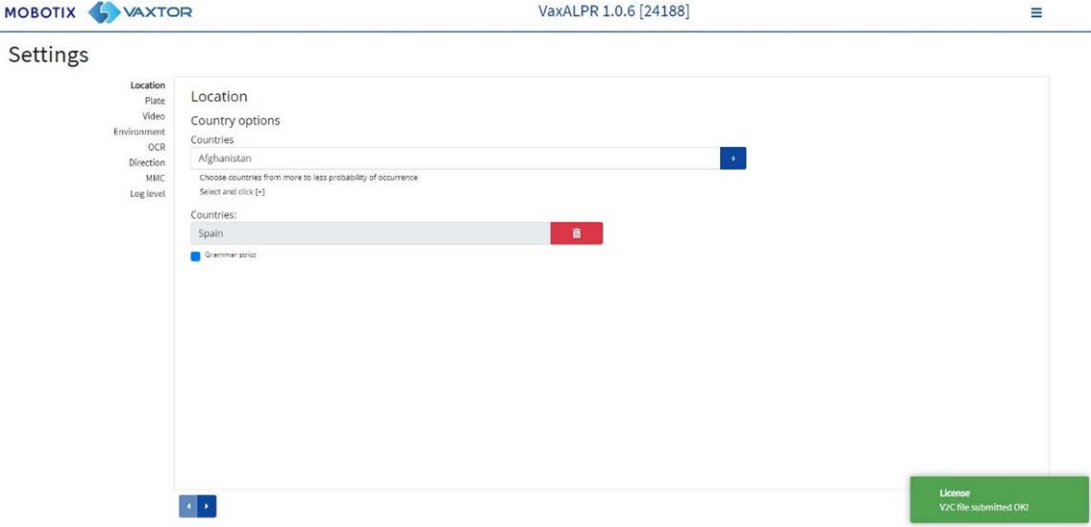 MOBOTIX VAXTOR
VaxALPR 1.0.6 [24188]
Settings
Location
Plate
Video
Environment
OCR
Direction
MMC
Log level
Location
Country options
Countries
Afghanistan
+
Choose countries from more to less probability of occurrence
Select and click [+]
Countries:
Spain
Grammar strict
License
V2C file submitted OK!